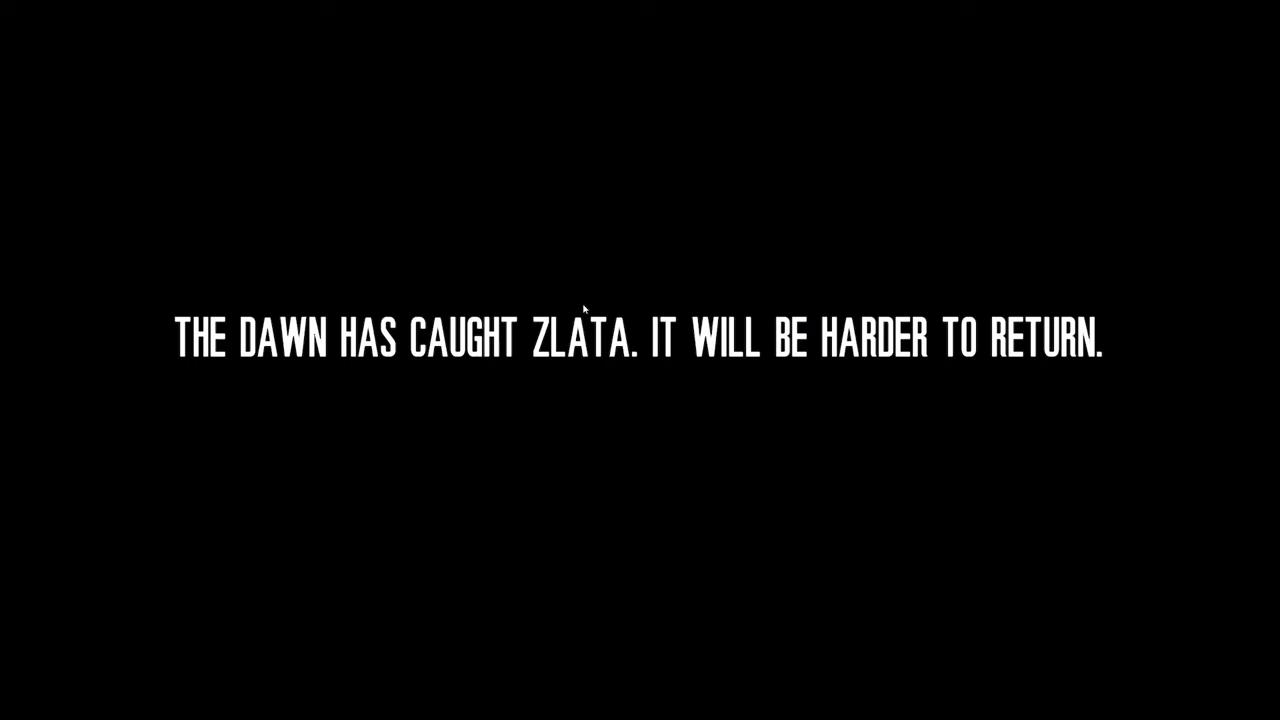 THE DAWN HAS CAUGHT ZLATA. IT WILL BE HARDER TO RETURN.